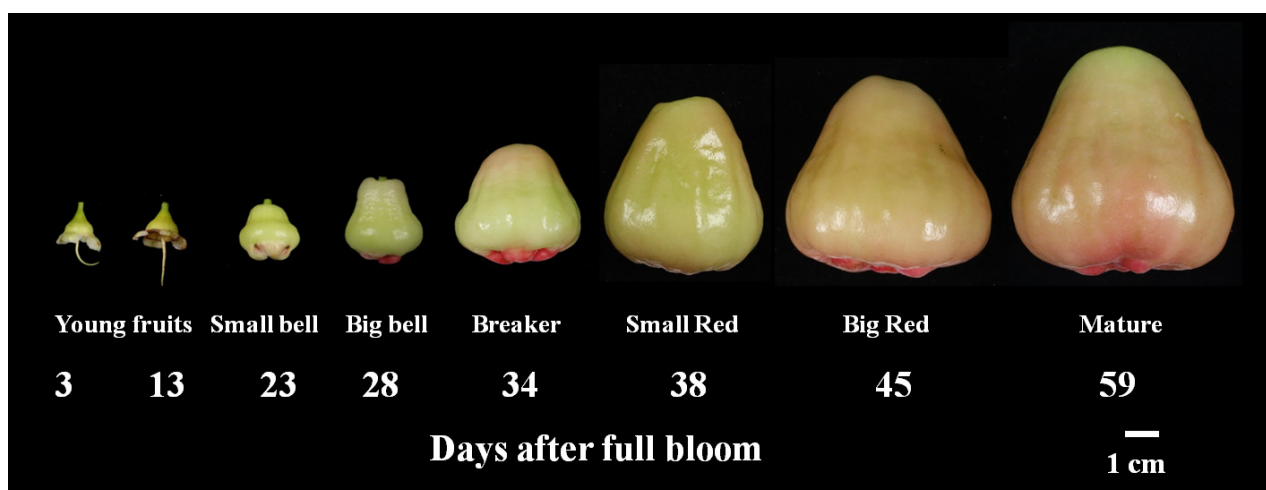 Young fruits Small bell Big bell Breaker Small Red Big Red Mature
3 13 23 28 34 38 45 59
Days after full bloom
1 cm